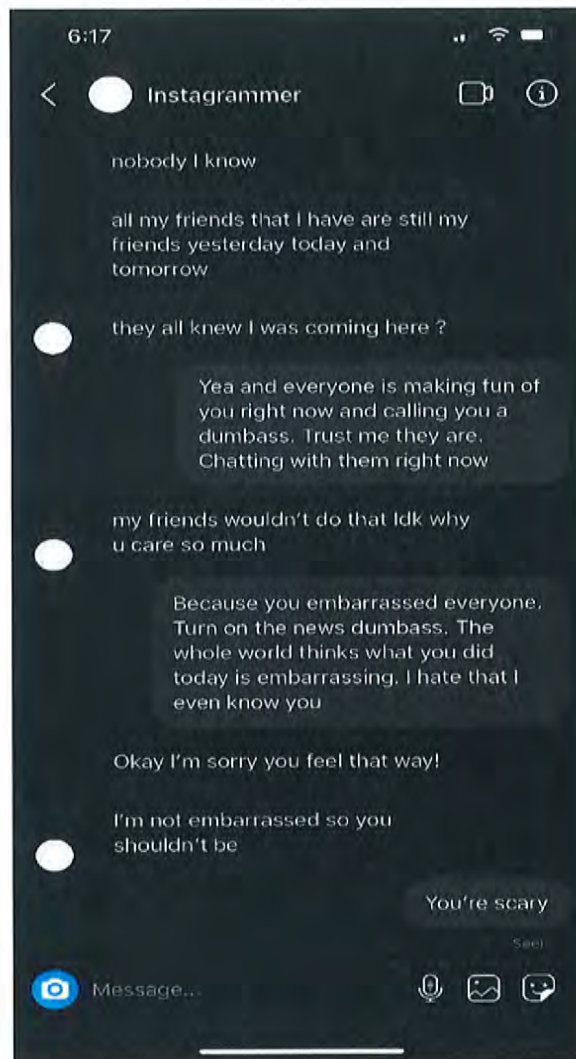 6:17
Instagrammer
nobody I know
all my friends that I have are still my
friends yesterday today and
tomorrow
they all knew I was coming here ?
Yea and everyone is making fun of
you right now and calling you a
dumbass. Trust me they are.
Chatting with them right now
my friends wouldn't do that Idk why
u care so much
Because you embarrassed everyone.
Turn on the news dumbass. The
whole world thinks what you did
today is embarrassing. I hate that I
even know you
Okay I'm sorry you feel that way!
I'm not embarrassed so you
shouldn't be
You're scary
Seen
Message...